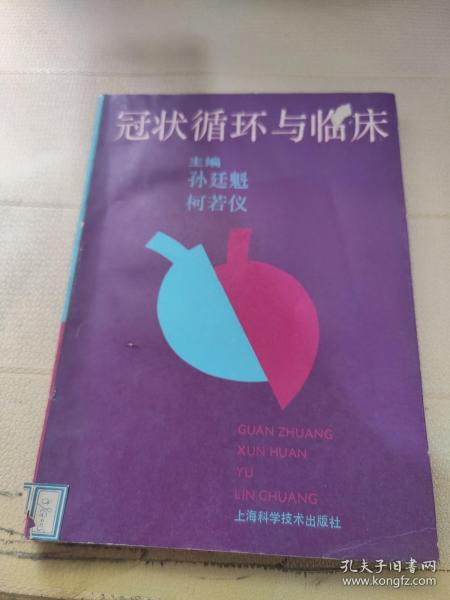 冠状循环与临床
主编
孙廷魁
柯若仪
GUAN ZHUANG
XUN HUAN
YU
LIN CHUANG
上海科学技术出版社
孔夫子旧书网
www.kongfz.com